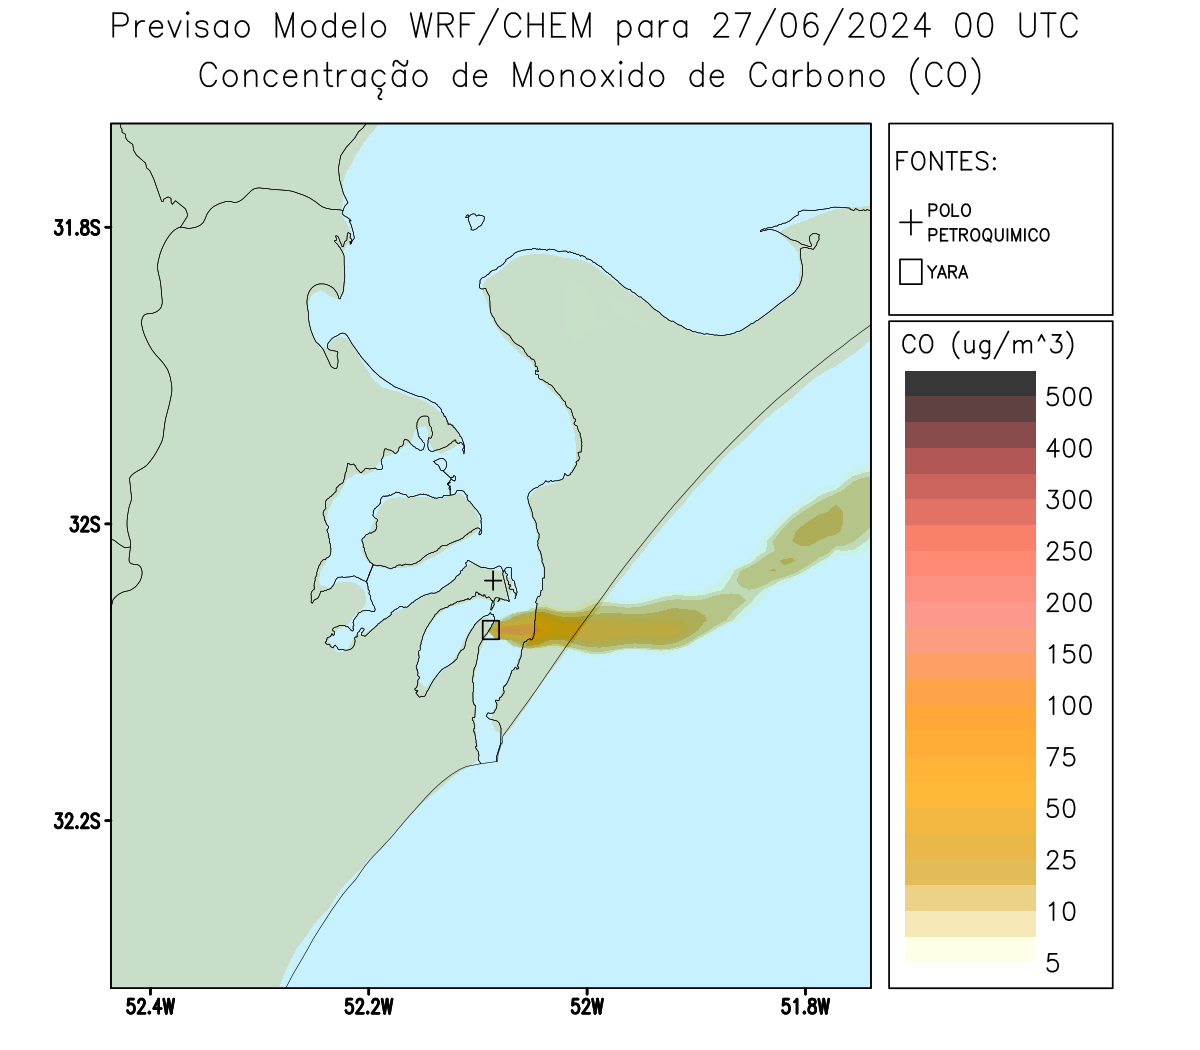 Previsao Modelo WRF/CHEM para 27/06/2024 00 UTC
Concentração de Monoxido de Carbono (CO)
FONTES:
POLO
PETROQUIMICO
YARA
CO (ug/m^3)
500
400
300
250
200
150
100
75
50
25
10
5
31.8S
32S
32.2S
52.4W
52.2W
52W
51.8W